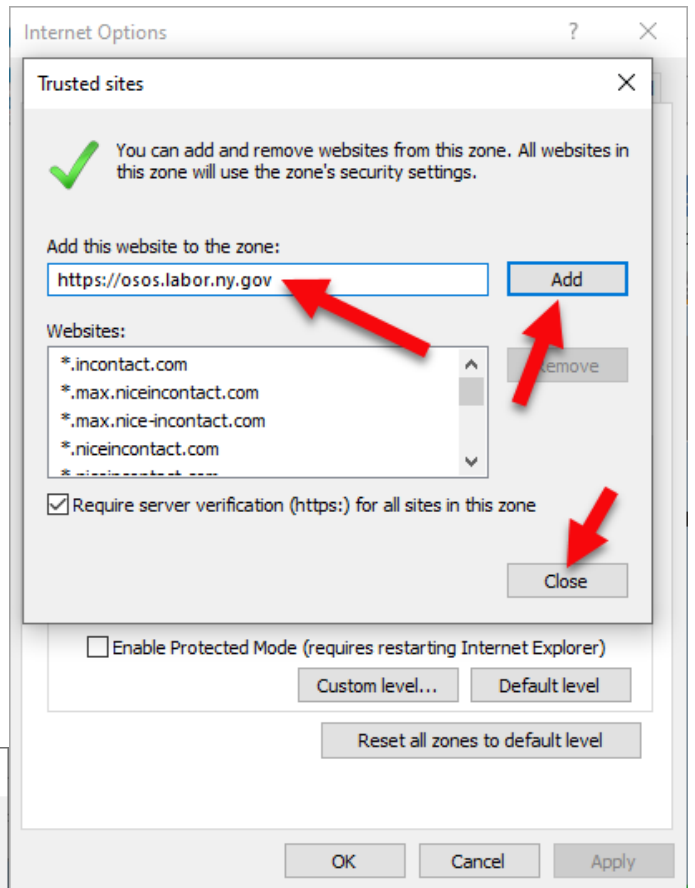 Internet Options
?
Trusted sites
You can add and remove websites from this zone. All websites in
this zone will use the zone's security settings.
Add this website to the zone:
https://osos.labor.ny.gov
Add
Websites:
*.incontact.com
Remove
*.max.niceincontact.com
*.max.nice-incontact.com
*.niceincontact.com
Require server verification (https:) for all sites in this zone
Close
Enable Protected Mode (requires restarting Internet Explorer)
Custom level...
Default level
Reset all zones to default level
OK
Cancel
Apply